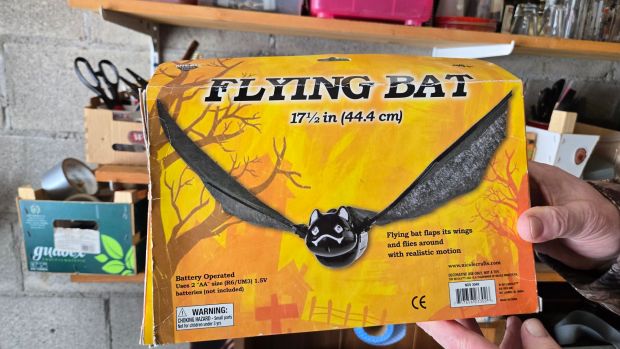 FLYING BAT
17½ in (44.4 cm)
Flying bat flaps its wings
and flies around
with realistic motion
Battery Operated
Uses 2 "AA" size (R6/UM3) 1.5V
batteries (not included)
WARNING:
CHOKING HAZARD - Small parts
Not for children under 3 yrs
CE